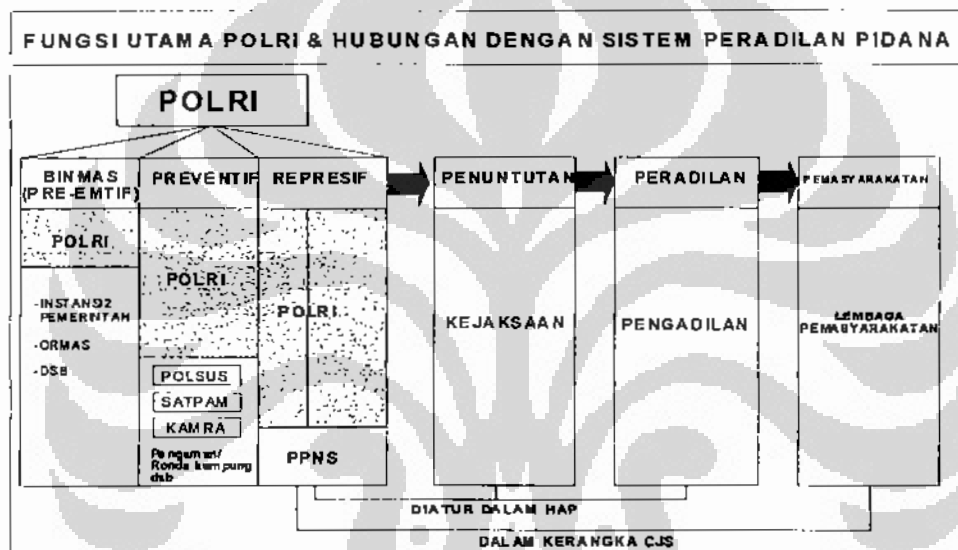 FUNGSI UTAMA POLRI & HUBUNGAN DENGAN SISTEM PERADILAN PIDANA
POLRI
BINMAS
(PRE-EMTIF)
PREVENTIF
REPRESIF
PENUNTUTAN
PERADILAN
PEMASYARAKATAN
POLRI
-INSTANSI2
PEMERINTAH
-ORMAS
-DSB
POLRI
POLSUS
SATPAM
KAMRA
Pengamat/
Ronda kampung
dsb
POLRI
PPNS
KEJAKSAAN
PENGADILAN
LEMBAGA
PEMASYARAKATAN
DIATUR DALAM HAP
DALAM KERANGKA CJS